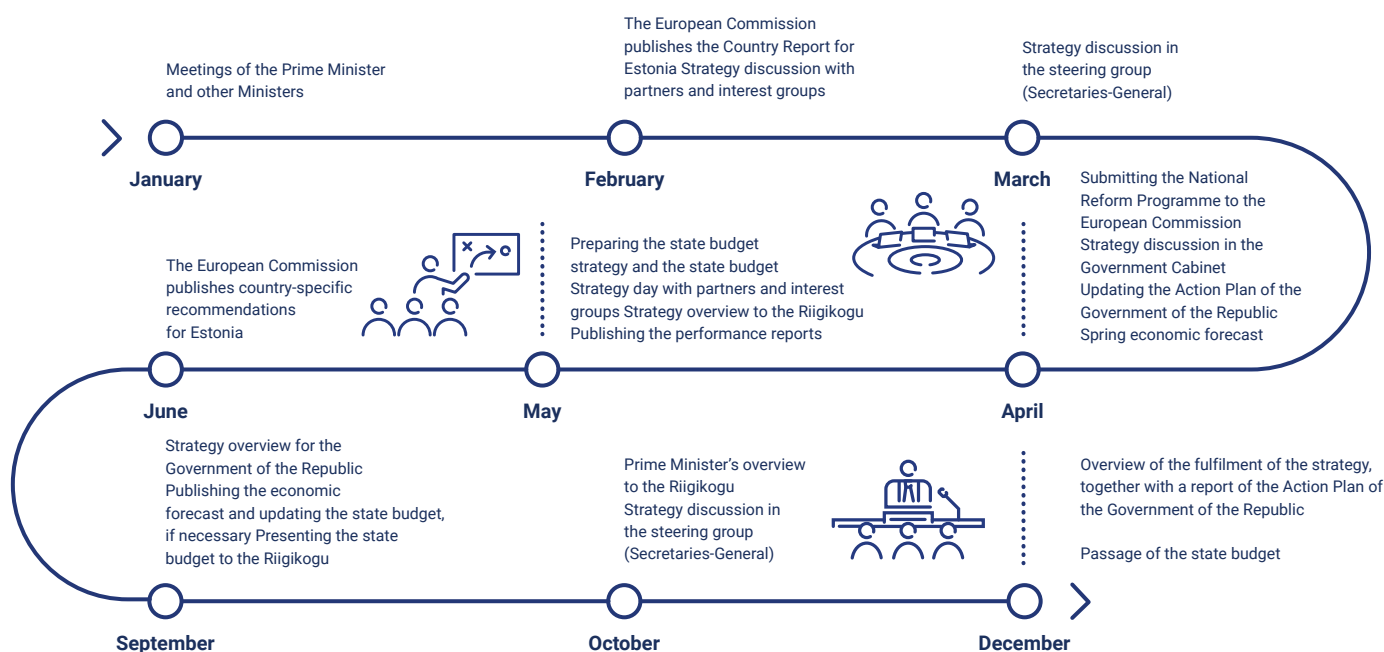 Meetings of the Prime Minister
and other Ministers
January
The European Commission
publishes the Country Report for
Estonia Strategy discussion with
partners and interest groups
February
Strategy discussion in
the steering group
(Secretaries-General)
March
Submitting the National
Reform Programme to the
European Commission
Strategy discussion in the
Government Cabinet
Updating the Action Plan of the
Government of the Republic
Spring economic forecast
April
Preparing the state budget
strategy and the state budget
Strategy day with partners and interest
groups Strategy overview to the Riigikogu
Publishing the performance reports
May
The European Commission
publishes country-specific
recommendations
for Estonia
June
Strategy overview for the
Government of the Republic
Publishing the economic
forecast and updating the state budget,
if necessary Presenting the state
budget to the Riigikogu
September
Prime Minister’s overview
to the Riigikogu
Strategy discussion in
the steering group
(Secretaries-General)
October
Overview of the fulfilment of the strategy,
together with a report of the Action Plan of
the Government of the Republic
Passage of the state budget
December